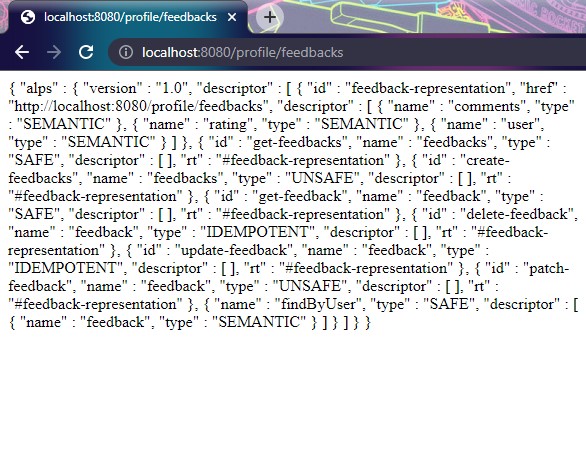 localhost:8080/profile/feedbacks
localhost:8080/profile/feedbacks
{ "alps" : { "version" : "1.0", "descriptor" : [ { "id" : "feedback-representation", "href" :
"http://localhost:8080/profile/feedbacks", "descriptor" : [ { "name" : "comments", "type"
: "SEMANTIC" }, { "name" : "rating", "type" : "SEMANTIC" }, { "name" : "user",
"type" : "SEMANTIC" } ] }, { "id" : "get-feedbacks", "name" : "feedbacks", "type" :
"SAFE", "descriptor" : [ ], "rt" : "#feedback-representation" }, { "id" : "create-
feedbacks", "name" : "feedbacks", "type" : "UNSAFE", "descriptor" : [ ], "rt" :
"#feedback-representation" }, { "id" : "get-feedback", "name" : "feedback", "type" :
"SAFE", "descriptor" : [ ], "rt" : "#feedback-representation" }, { "id" : "delete-feedback",
"name" : "feedback", "type" : "IDEMPOTENT", "descriptor" : [ ], "rt" : "#feedback-
representation" }, { "id" : "update-feedback", "name" : "feedback", "type" :
"IDEMPOTENT", "descriptor" : [ ], "rt" : "#feedback-representation" }, { "id" : "patch-
feedback", "name" : "feedback", "type" : "UNSAFE", "descriptor" : [ ], "rt" :
"#feedback-representation" }, { "name" : "findByUser", "type" : "SAFE", "descriptor" : [
{ "name" : "feedback", "type" : "SEMANTIC" } ] } ] } }